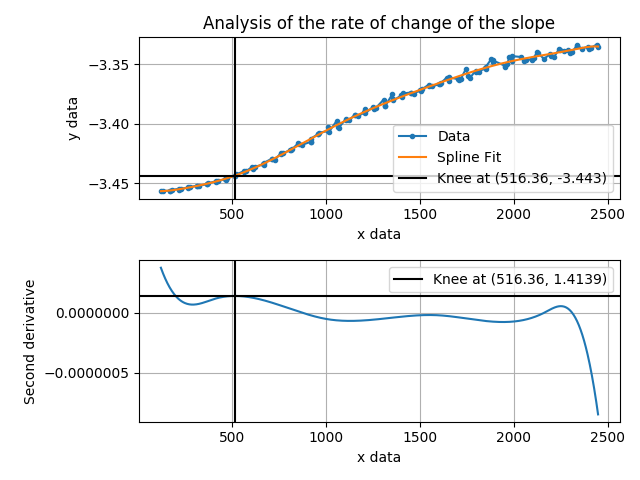 Analysis of the rate of change of the slope
y data
−3.35
−3.40
−3.45
Data
Spline Fit
Knee at (516.36, -3.443)
500 1000 1500 2000 2500
x data
Second derivative
0.0000000
−0.0000005
Knee at (516.36, 1.4139)
500 1000 1500 2000 2500
x data